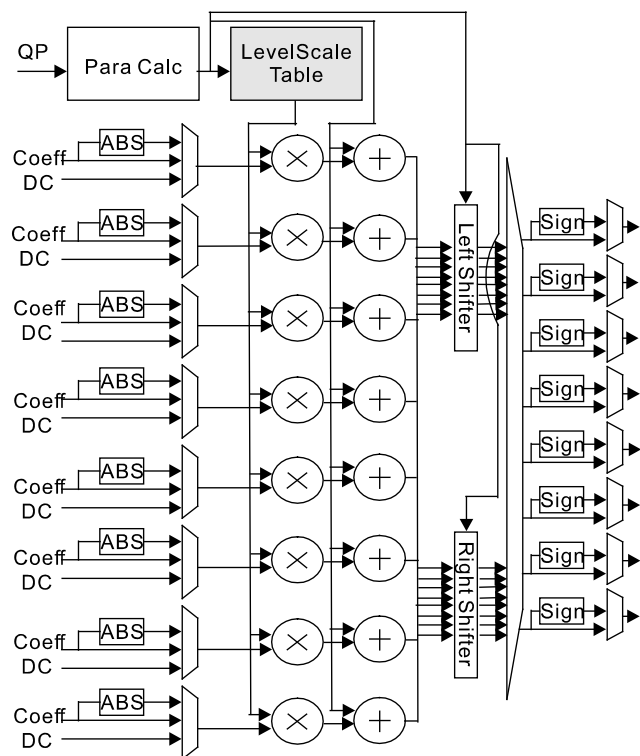 QP
Para Calc
LevelScale
Table
ABS
Coeff
DC
ABS
Coeff
DC
ABS
Coeff
DC
ABS
Coeff
DC
ABS
Coeff
DC
ABS
Coeff
DC
ABS
Coeff
DC
ABS
Coeff
DC
Left Shifter
Right Shifter
Sign
Sign
Sign
Sign
Sign
Sign
Sign
Sign